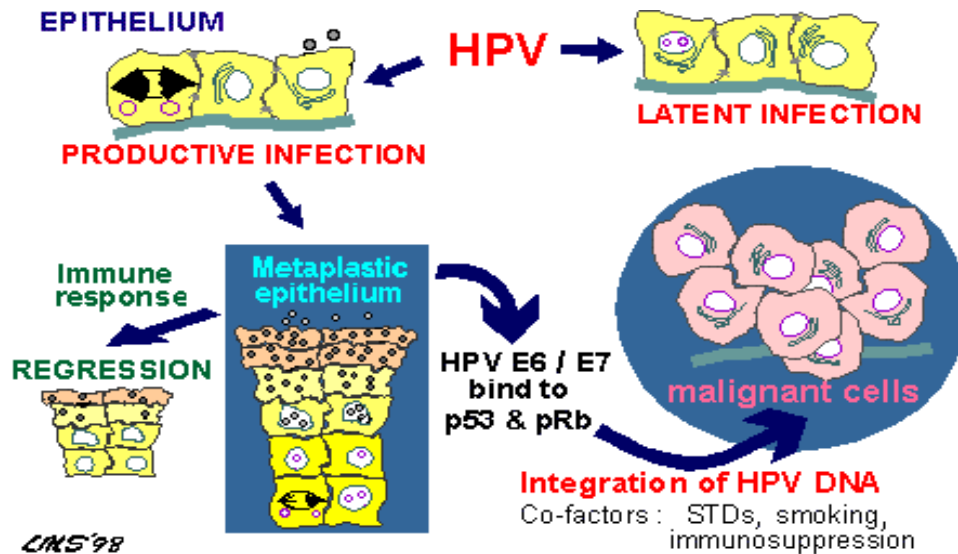 EPITHELIUM
HPV
PRODUCTIVE INFECTION
LATENT INFECTION
Immune
response
REGRESSION
Metaplastic
epithelium
HPV E6 / E7
bind to
p53 & pRb
malignant cells
Integration of HPV DNA
Co-factors : STDs, smoking,
immunosuppression
LMS'98